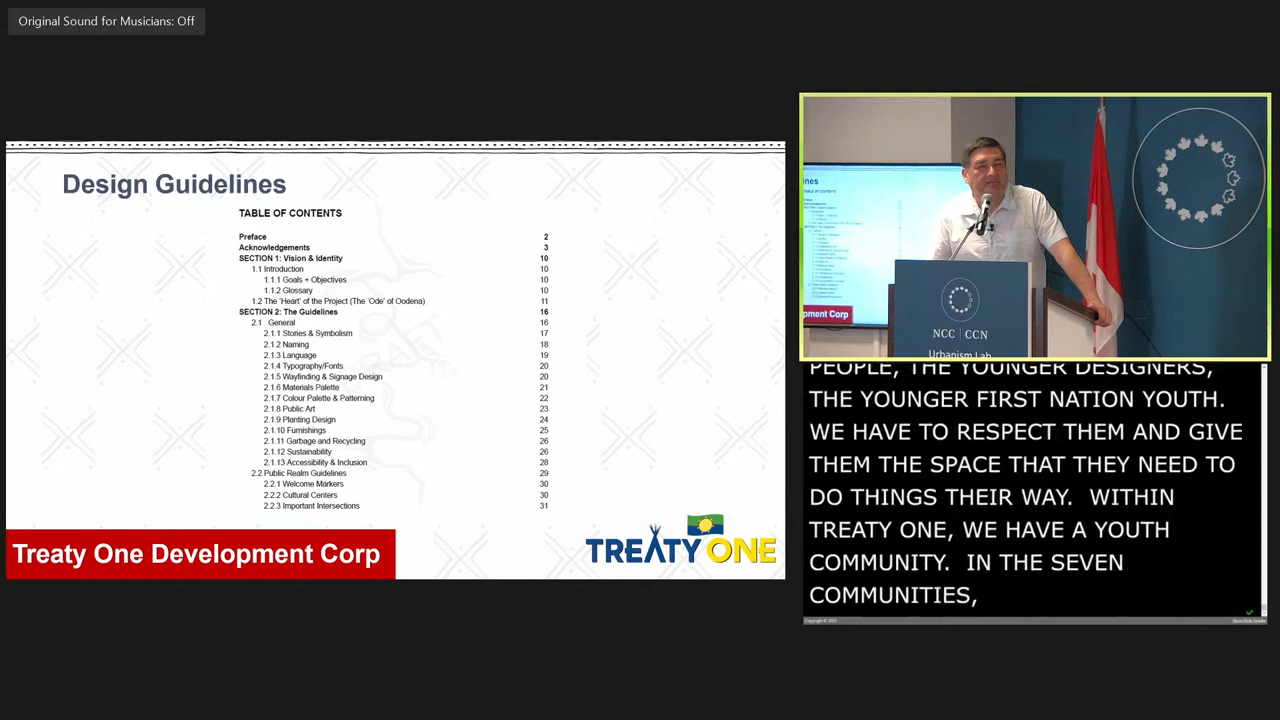 Original Sound for Musicians: Off
Design Guidelines
TABLE OF CONTENTS
Preface 2
Acknowledgements 3
SECTION 1: Vision & Identity 10
1.1 Introduction 10
1.1.1 Goals + Objectives 10
1.1.2 Glossary 10
1.2 The 'Heart' of the Project (The 'Ode' of Oodena) 11
SECTION 2: The Guidelines 16
2.1 General 16
2.1.1 Stories & Symbolism 17
2.1.2 Naming 18
2.1.3 Language 19
2.1.4 Typography/Fonts 20
2.1.5 Wayfinding & Signage Design 20
2.1.6 Materials Palette 21
2.1.7 Colour Palette & Patterning 22
2.1.8 Public Art 23
2.1.9 Planting Design 24
2.1.10 Furnishings 25
2.1.11 Garbage and Recycling 26
2.1.12 Sustainability 26
2.1.13 Accessibility & Inclusion 28
2.2 Public Realm Guidelines 29
2.2.1 Welcome Markers 30
2.2.2 Cultural Centers 30
2.2.3 Important Intersections 31
Treaty One Development Corp
TREATY ONE
NCC | CCN
Urbanism Lab
PEOPLE, THE YOUNGER DESIGNERS,
THE YOUNGER FIRST NATION YOUTH.
WE HAVE TO RESPECT THEM AND GIVE
THEM THE SPACE THAT THEY NEED TO
DO THINGS THEIR WAY.  WITHIN
TREATY ONE, WE HAVE A YOUTH
COMMUNITY.  IN THE SEVEN
COMMUNITIES,